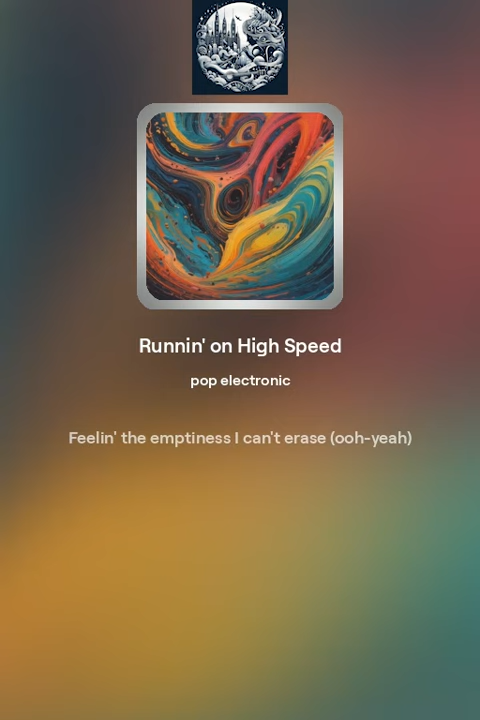 Runnin' on High Speed
pop electronic
Feelin' the emptiness I can't erase (ooh-yeah)